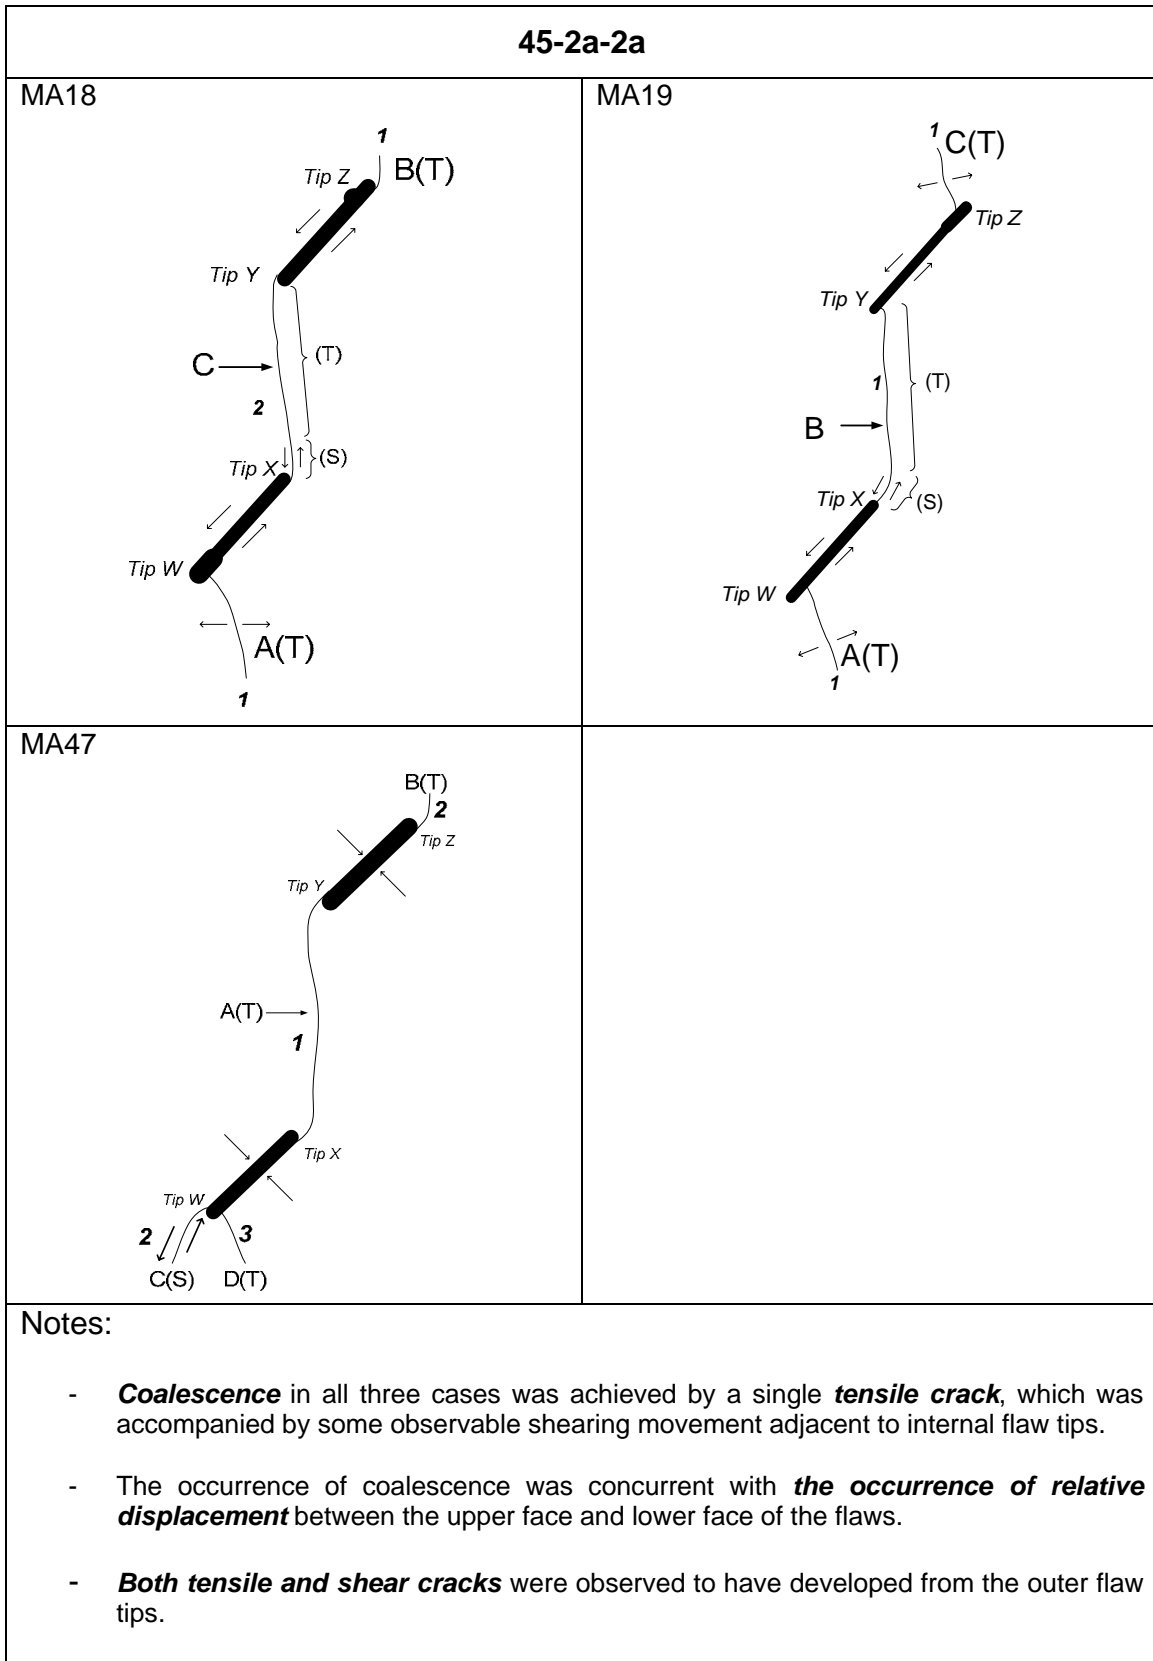 45-2a-2a
MA18
1
B(T)
Tip Z
Tip Y
(T)
C
2
(S)
Tip X
Tip W
A(T)
1
MA19
1
C(T)
Tip Z
Tip Y
1
(T)
B
Tip X
(S)
Tip W
A(T)
1
MA47
B(T)
2
Tip Z
Tip Y
A(T)
1
Tip X
Tip W
2
3
C(S)
D(T)
Notes:
- Coalescence in all three cases was achieved by a single tensile crack, which was
accompanied by some observable shearing movement adjacent to internal flaw tips.
- The occurrence of coalescence was concurrent with the occurrence of relative
displacement between the upper face and lower face of the flaws.
- Both tensile and shear cracks were observed to have developed from the outer flaw
tips.